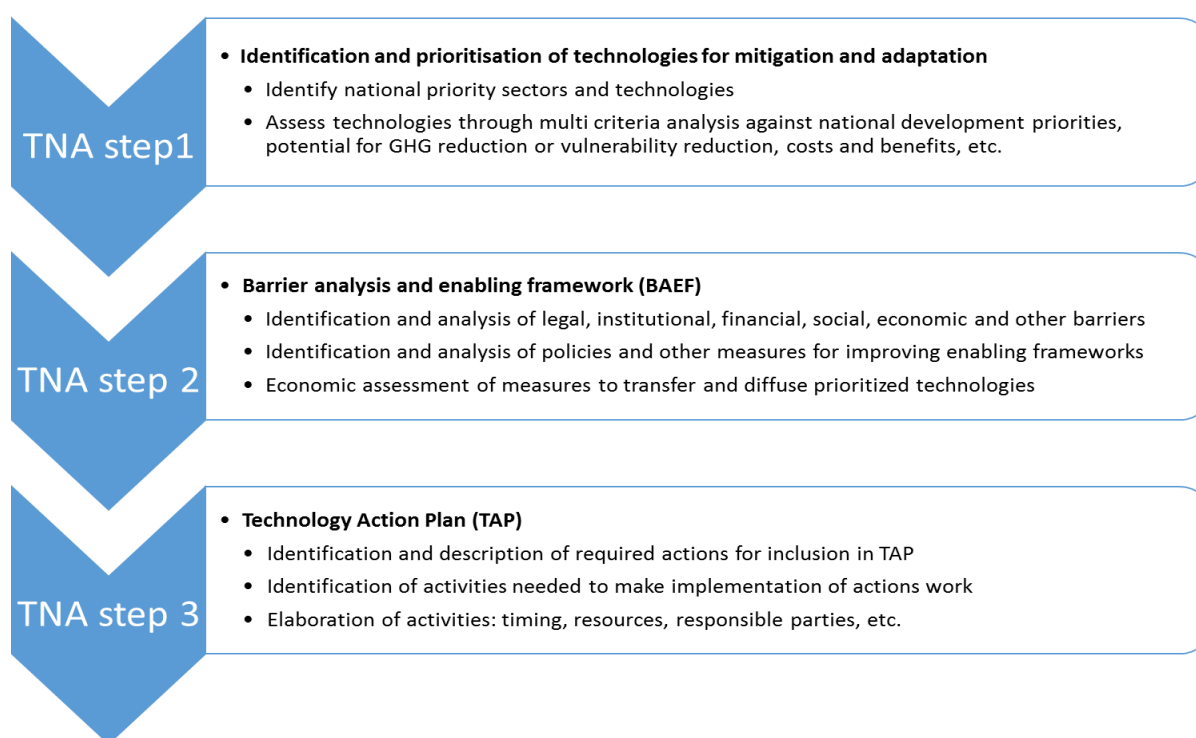 TNA step1
• Identification and prioritisation of technologies for mitigation and adaptation
• Identify national priority sectors and technologies
• Assess technologies through multi criteria analysis against national development priorities,
potential for GHG reduction or vulnerability reduction, costs and benefits, etc.
TNA step 2
• Barrier analysis and enabling framework (BAEF)
• Identification and analysis of legal, institutional, financial, social, economic and other barriers
• Identification and analysis of policies and other measures for improving enabling frameworks
• Economic assessment of measures to transfer and diffuse prioritized technologies
TNA step 3
• Technology Action Plan (TAP)
• Identification and description of required actions for inclusion in TAP
• Identification of activities needed to make implementation of actions work
• Elaboration of activities: timing, resources, responsible parties, etc.